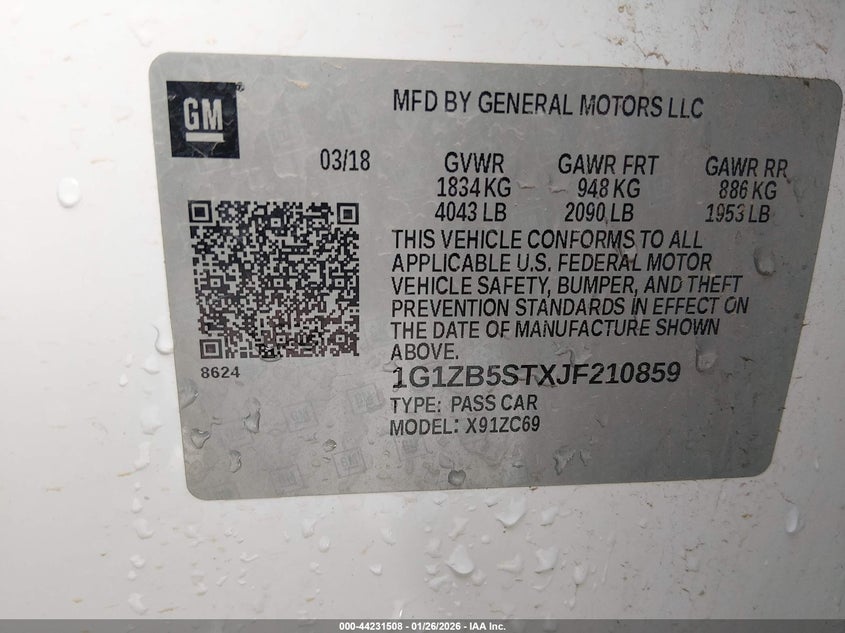 GM
MFD BY GENERAL MOTORS LLC
03/18
GVWR GAWR FRT GAWR RR
1834 KG 948 KG 886 KG
4043 LB 2090 LB 1953 LB
THIS VEHICLE CONFORMS TO ALL
APPLICABLE U.S. FEDERAL MOTOR
VEHICLE SAFETY, BUMPER, AND THEFT
PREVENTION STANDARDS IN EFFECT ON
THE DATE OF MANUFACTURE SHOWN
ABOVE.
8624
1G1ZB5STXJF210859
TYPE: PASS CAR
MODEL: X91ZC69
000-44231508 | 01/26/2026 | IAA Inc.